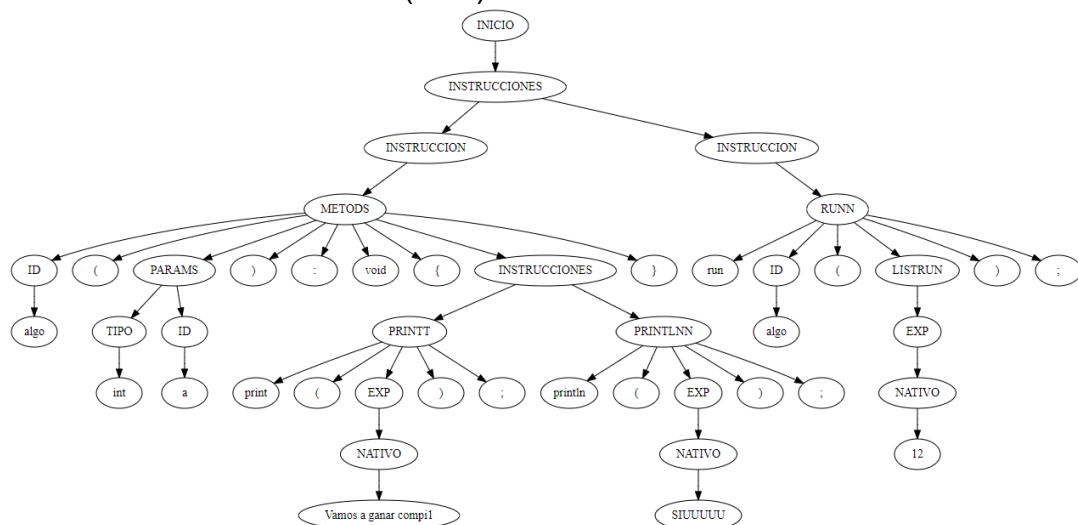 INICIO
INSTRUCCIONES
INSTRUCCION INSTRUCCION
METODS RUNN
ID ( PARAMS ) : void { INSTRUCCIONES } run ID ( LISTRUN ) ;
algo TIPO ID PRINTT PRINTLNN algo EXP
int a print ( EXP ) ; println ( EXP ) ; NATIVO
NATIVO NATIVO 12
Vamos a ganar compi1 SIUUUUU